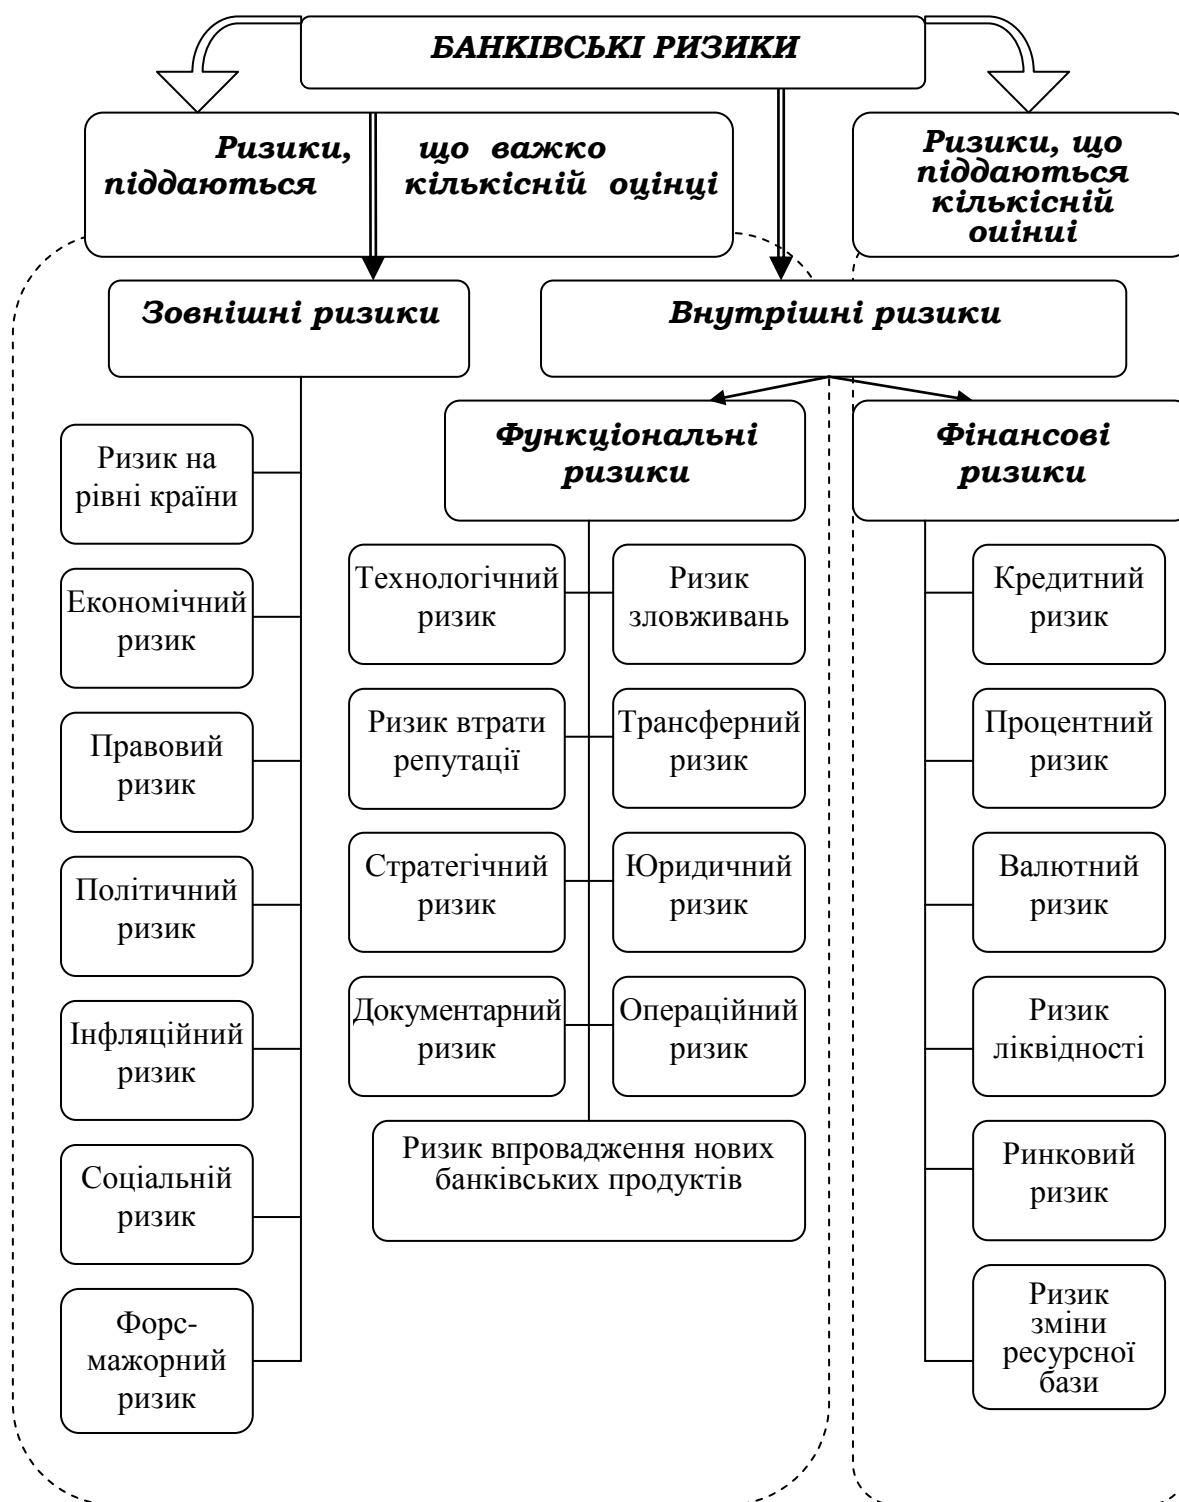 БАНКІВСЬКІ РИЗИКИ
Ризики, що важко
піддаються кількісній оцінці
Ризики, що
піддаються
кількісній
оцінці
Зовнішні ризики
Внутрішні ризики
Функціональні
ризики
Фінансові
ризики
Ризик на
рівні країни
Економічний
ризик
Правовий
ризик
Політичний
ризик
Інфляційний
ризик
Соціальній
ризик
Форс-
мажорний
ризик
Технологічний
ризик
Ризик
зловживань
Ризик втрати
репутації
Трансферний
ризик
Стратегічний
ризик
Юридичний
ризик
Документарний
ризик
Операційний
ризик
Ризик впровадження нових
банківських продуктів
Кредитний
ризик
Процентний
ризик
Валютний
ризик
Ризик
ліквідності
Ринковий
ризик
Ризик
зміни
ресурсної
бази